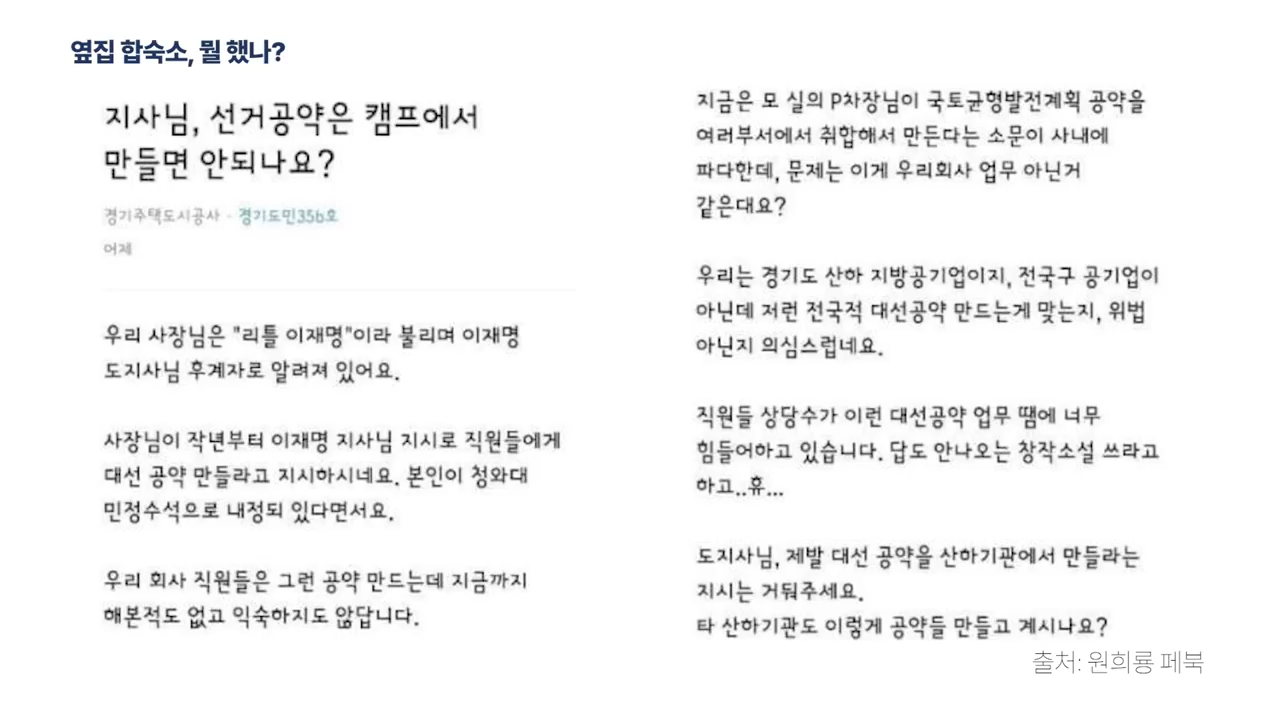 옆집 합숙소, 뭘 했나?
지사님, 선거공약은 캠프에서
만들면 안되나요?
경기주택도시공사 · 경기도민35b호
어제
우리 사장님은 "리틀 이재명"이라 불리며 이재명
도지사님 후계자로 알려져 있어요.
사장님이 작년부터 이재명 지사님 지시로 직원들에게
대선 공약 만들라고 지시하시네요. 본인이 청와대
민정수석으로 내정되 있다면서요.
우리 회사 직원들은 그런 공약 만드는데 지금까지
해본적도 없고 익숙하지도 않답니다.
지금은 모 실의 P차장님이 국토균형발전계획 공약을
여러부서에서 취합해서 만든다는 소문이 사내에
파다한데, 문제는 이게 우리회사 업무 아닌거
같은대요?
우리는 경기도 산하 지방공기업이지, 전국구 공기업이
아닌데 저런 전국적 대선공약 만드는게 맞는지, 위법
아닌지 의심스럽네요.
직원들 상당수가 이런 대선공약 업무 땜에 너무
힘들어하고 있습니다. 답도 안나오는 창작소설 쓰라고
하고..휴...
도지사님, 제발 대선 공약을 산하기관에서 만들라는
지시는 거둬주세요.
타 산하기관도 이렇게 공약들 만들고 계시나요?
출처: 원희룡 페북